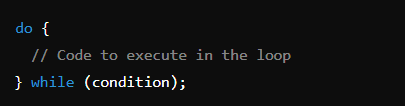 do {
  // Code to execute in the loop
} while (condition);